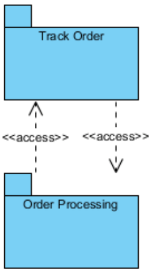 Track Order
<<access>> <<access>>
Order Processing